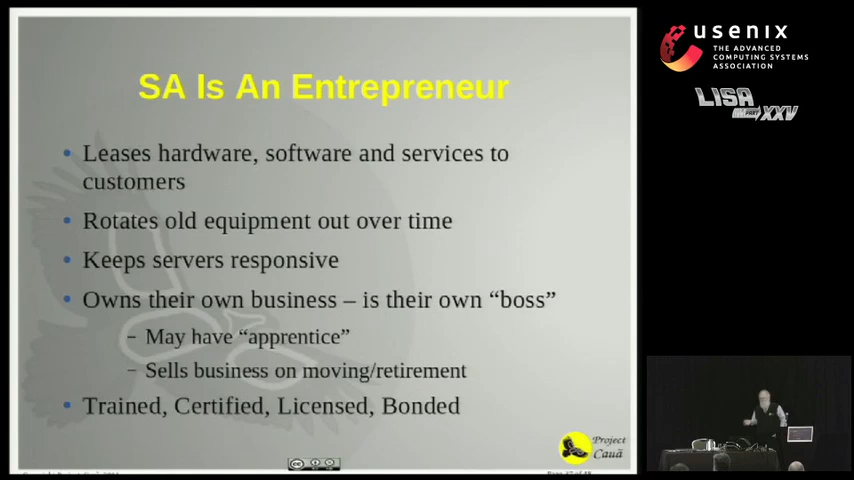 SA Is An Entrepreneur
• Leases hardware, software and services to
customers
• Rotates old equipment out over time
• Keeps servers responsive
• Owns their own business – is their own “boss”
– May have “apprentice”
– Sells business on moving/retirement
• Trained, Certified, Licensed, Bonded
Project
Cauã
usenix
THE ADVANCED
COMPUTING SYSTEMS
ASSOCIATION
LISA
XXV